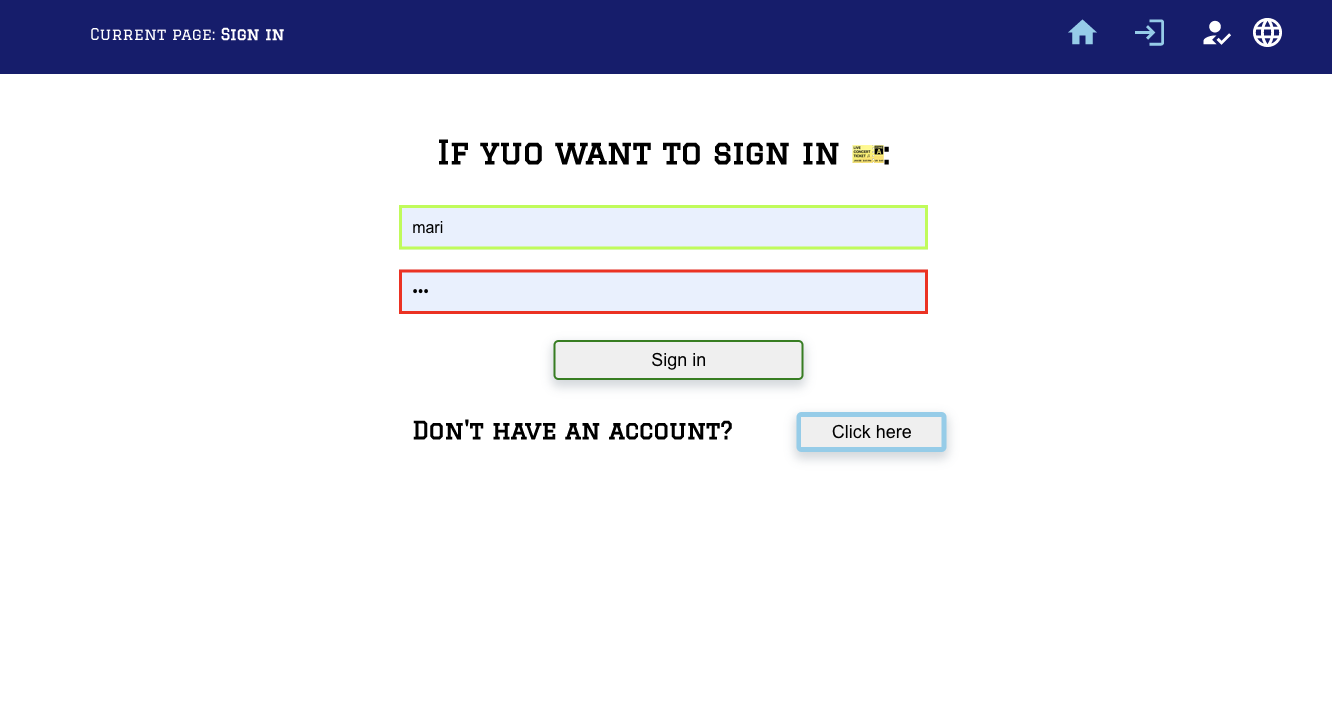 Current page: Sign in
If yuo want to sign in 🎫:
mari
•••
Sign in
Don't have an account?
Click here